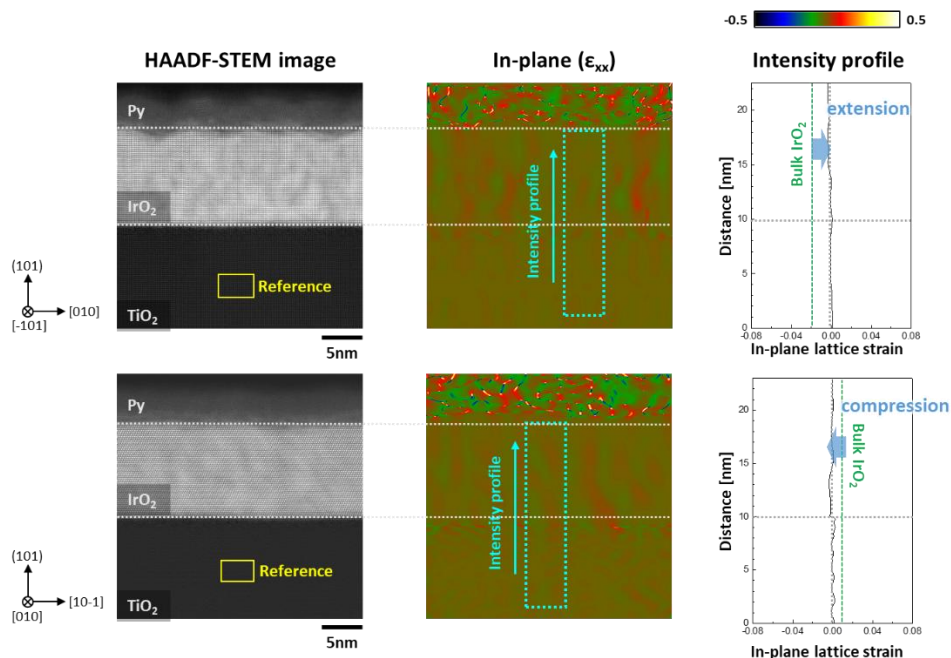 -0.5
0.5
HAADF-STEM image
In-plane (εxx)
Intensity profile
Py
IrO2
TiO2
Reference
(101)
[010]
[-101]
5nm
Intensity profile
extension
Bulk IrO2
Distance [nm]
20
15
10
5
0
-0.08
-0.04
0.00
0.04
0.08
In-plane lattice strain
Py
IrO2
TiO2
Reference
(101)
[10-1]
[010]
5nm
Intensity profile
compression
Bulk IrO2
Distance [nm]
20
15
10
5
0
-0.08
-0.04
0.00
0.04
0.08
In-plane lattice strain